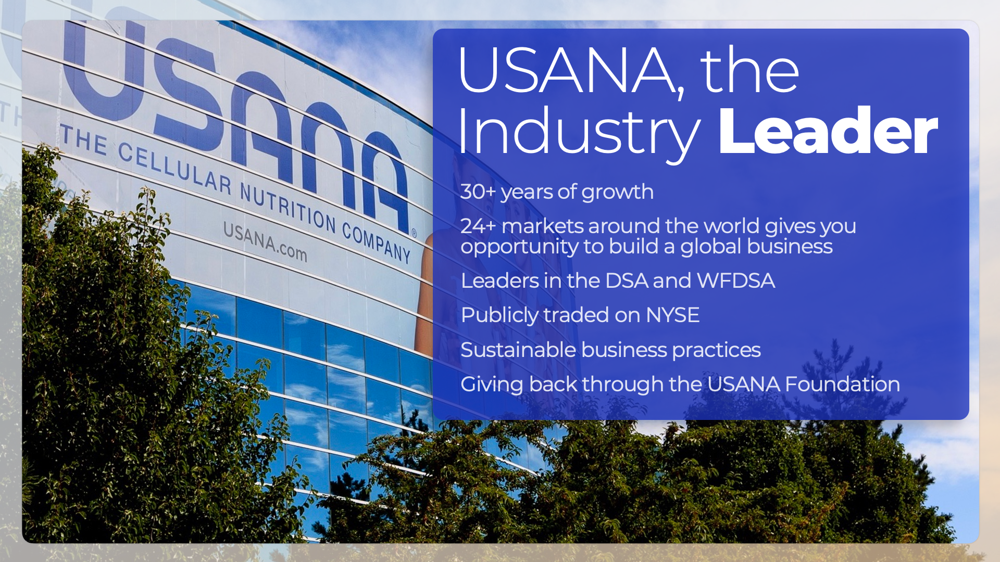 USANA
THE CELLULAR NUTRITION COMPANY
USANA.com
USANA, the
Industry Leader
30+ years of growth
24+ markets around the world gives you
opportunity to build a global business
Leaders in the DSA and WFDSA
Publicly traded on NYSE
Sustainable business practices
Giving back through the USANA Foundation